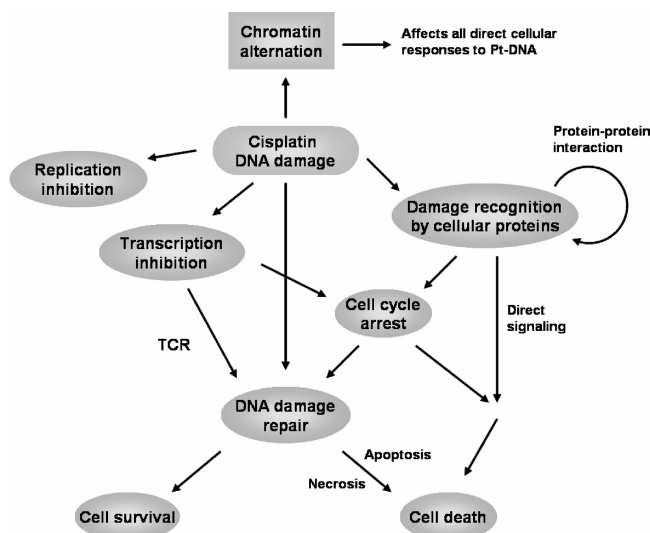 Chromatin
alternation
Affects all direct cellular
responses to Pt-DNA
Cisplatin
DNA damage
Protein-protein
interaction
Replication
inhibition
Damage recognition
by cellular proteins
Transcription
inhibition
Cell cycle
arrest
Direct
signaling
TCR
DNA damage
repair
Apoptosis
Necrosis
Cell survival
Cell death